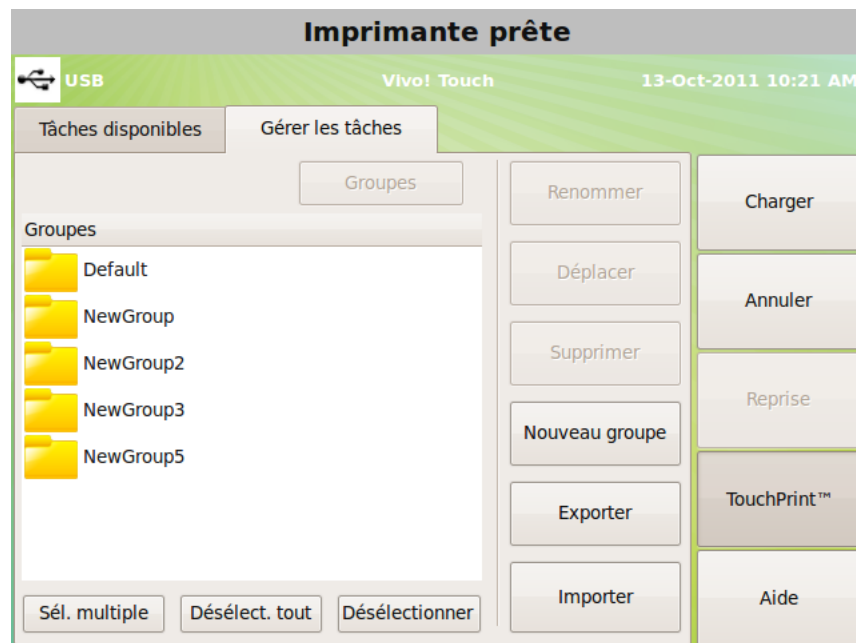 Imprimante prête
USB
Vivo! Touch
13-Oct-2011 10:21 AM
Tâches disponibles
Gérer les tâches
Groupes
Groupes
Default
NewGroup
NewGroup2
NewGroup3
NewGroup5
Sél. multiple
Désélect. tout
Désélectionner
Renommer
Déplacer
Supprimer
Nouveau groupe
Exporter
Importer
Charger
Annuler
Reprise
TouchPrint™
Aide